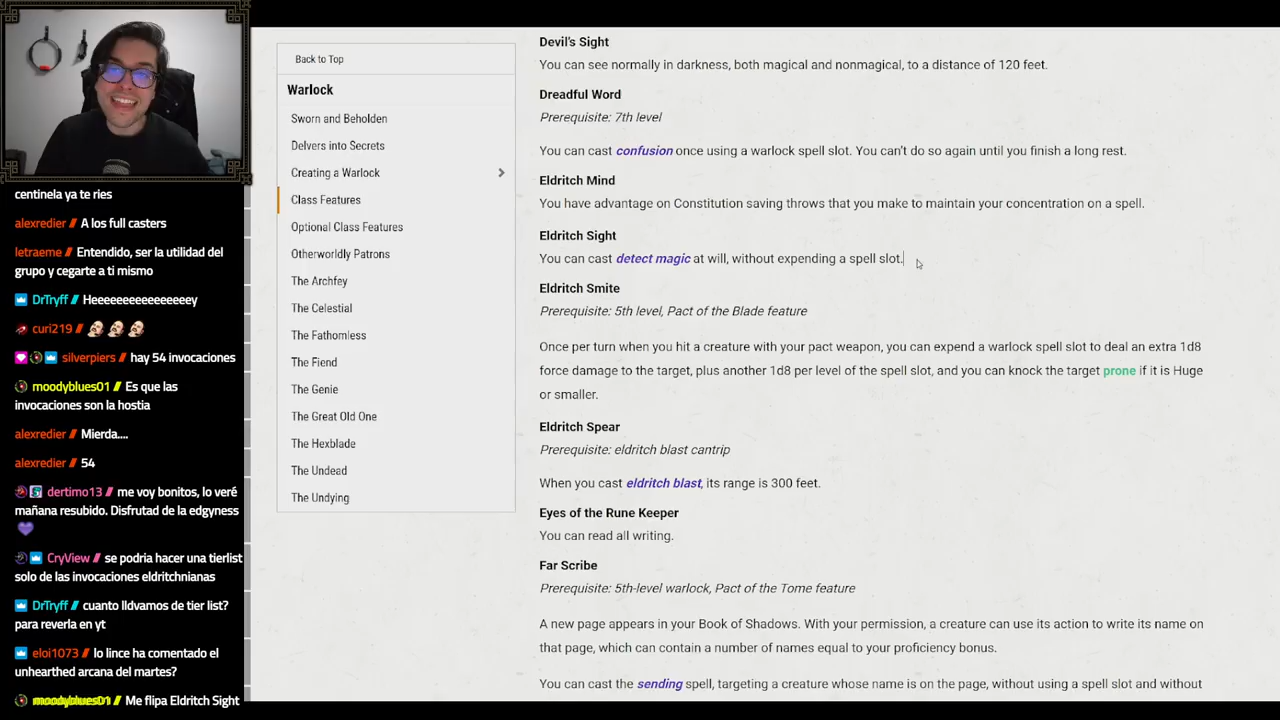 centinela ya te ries
alexredier // A los full casters
letraeme // Entendido, ser la utilidad del
grupo y cegarte a ti mismo
DrTryff // Heeeeeeeeeeeeeeey
curi219 //
silverpiers // hay 54 invocaciones
moodyblues01 // Es que las
invocaciones son la hostia
alexredier // Mierda....
alexredier // 54
dertimo13 // me voy bonitos, lo veré
mañana resubido. Disfrutad de la edgyness
CryView // se podria hacer una tierlist
solo de las invocaciones eldritchnianas
DrTryff // cuanto lldvamos de tier list?
para reverla en yt
eloi1073 // lo lince ha comentado el
unhearthed arcana del martes?
moodyblues01 // Me flipa Eldritch Sight
Back to Top
Warlock
Sworn and Beholden
Delvers into Secrets
Creating a Warlock
Class Features
Optional Class Features
Otherworldly Patrons
The Archfey
The Celestial
The Fathomless
The Fiend
The Genie
The Great Old One
The Hexblade
The Undead
The Undying
Devil's Sight
You can see normally in darkness, both magical and nonmagical, to a distance of 120 feet.
Dreadful Word
Prerequisite: 7th level
You can cast confusion once using a warlock spell slot. You can't do so again until you finish a long rest.
Eldritch Mind
You have advantage on Constitution saving throws that you make to maintain your concentration on a spell.
Eldritch Sight
You can cast detect magic at will, without expending a spell slot.
Eldritch Smite
Prerequisite: 5th level, Pact of the Blade feature
Once per turn when you hit a creature with your pact weapon, you can expend a warlock spell slot to deal an extra 1d8
force damage to the target, plus another 1d8 per level of the spell slot, and you can knock the target prone if it is Huge
or smaller.
Eldritch Spear
Prerequisite: eldritch blast cantrip
When you cast eldritch blast, its range is 300 feet.
Eyes of the Rune Keeper
You can read all writing.
Far Scribe
Prerequisite: 5th-level warlock, Pact of the Tome feature
A new page appears in your Book of Shadows. With your permission, a creature can use its action to write its name on
that page, which can contain a number of names equal to your proficiency bonus.
You can cast the sending spell, targeting a creature whose name is on the page, without using a spell slot and without